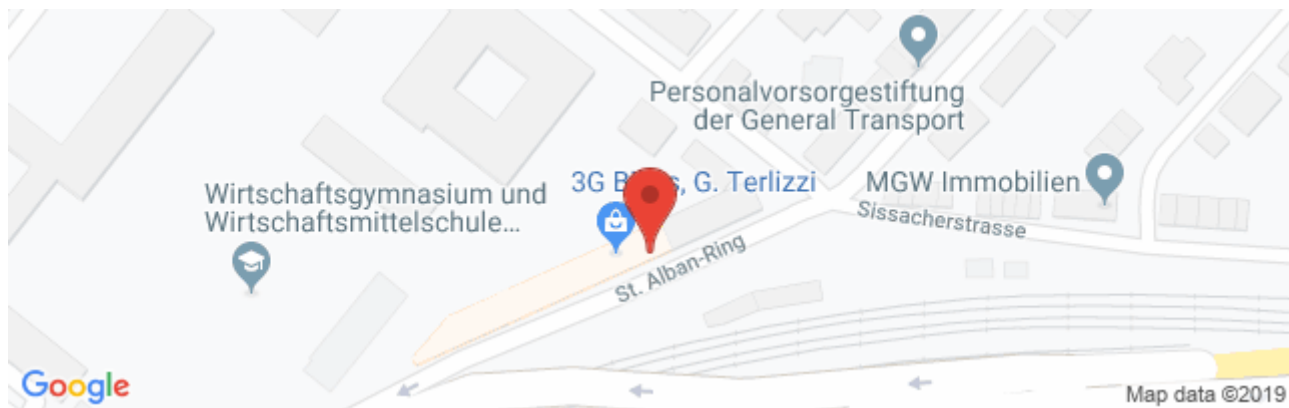 Personalvorsorgestiftung
der General Transport
3G
s, G. Terlizzi
MGW Immobilien
Wirtschaftsgymnasium und
Wirtschaftsmittelschule...
Sissacherstrasse
St. Alban-Ring
Google
Map data ©2019